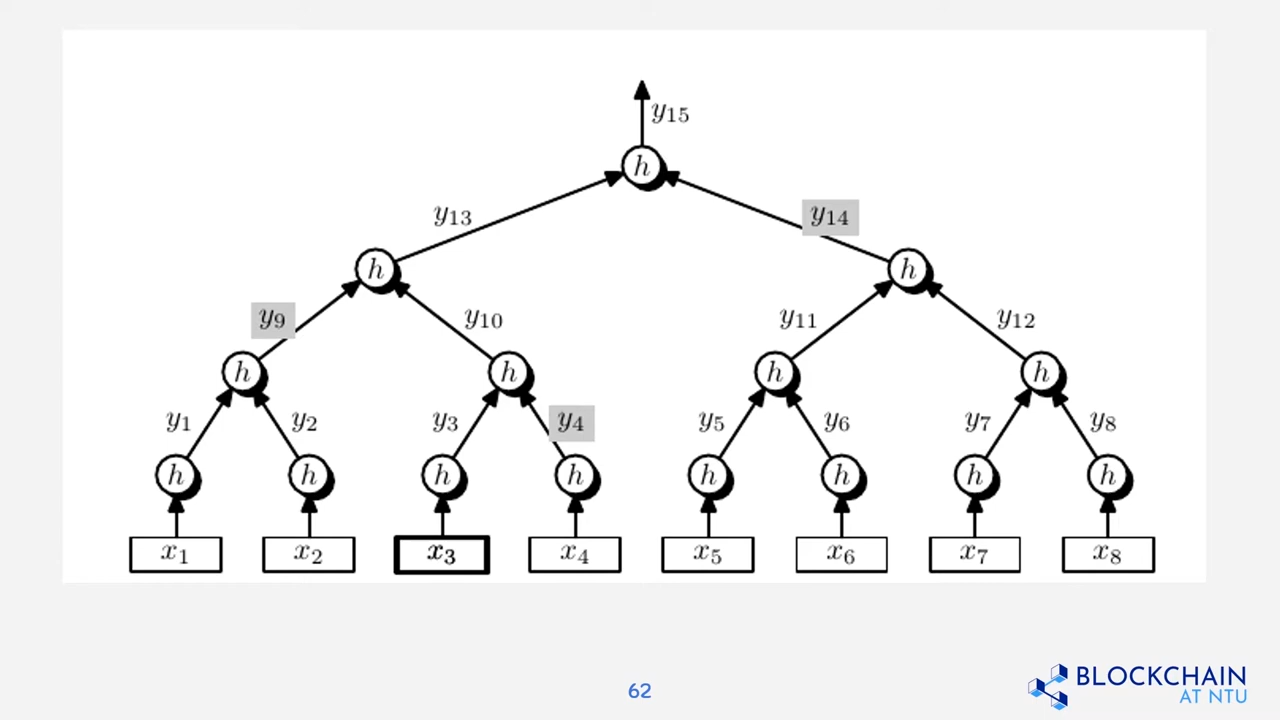 y15
h
y13
y14
h
h
y9
y10
y11
y12
h
h
h
h
y1
y2
y3
y4
y5
y6
y7
y8
h
h
h
h
h
h
h
h
x1
x2
x3
x4
x5
x6
x7
x8
62
BLOCKCHAIN
AT NTU